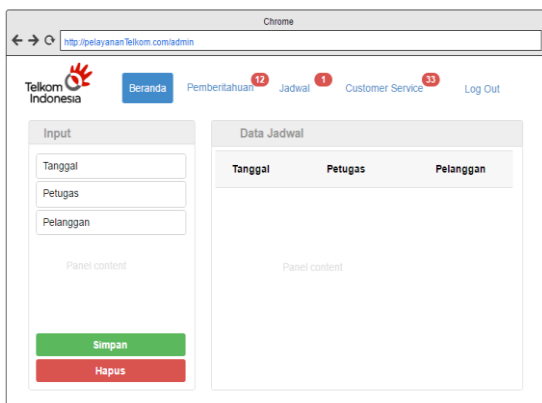 Chrome
http://pelayananTelkom.com/admin
Telkom Indonesia
Beranda
Pemberitahuan 12
Jadwal 1
Customer Service 33
Log Out
Input
Tanggal
Petugas
Pelanggan
Panel content
Simpan
Hapus
Data Jadwal
Tanggal Petugas Pelanggan
Panel content